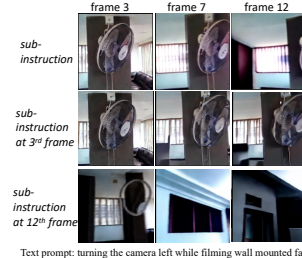 frame 3 frame 7 frame 12
sub-
instruction
sub-
instruction
at 3rd frame
sub-
instruction
at 12th frame
Text prompt: turning the camera left while filming wall mounted fa